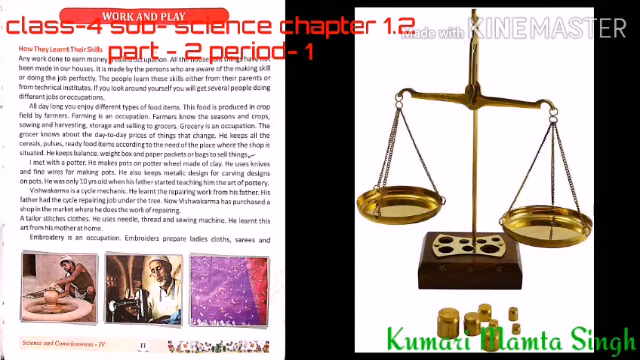 WORK AND PLAY
class-4 sub- science chapter 1.2
part - 2 period- 1
Made with KINEMASTER
How They Learnt Their Skills
Any work done to earn money is called occupation. All the household things have not
been made in our houses. It is made by the persons who are aware of the making skill
or doing the job perfectly. The people learn these skills either from their parents or
from technical institutes. If you look around yourself you will get several people doing
different jobs or occupations.
All day long you enjoy different types of food items. This food is produced in crop
field by farmers. Farming is an occupation. Farmers know the seasons and crops,
sowing and harvesting, storage and selling to grocers. Grocery is an occupation. The
grocer knows about the day-to-day prices of things that change. He keeps all the
cereals, pulses, ready food items according to the need of the place where the shop is
situated. He keeps balance, weight box and paper packets or bags to sell things.
I met with a potter. He makes pots on potter wheel made of clay. He uses knives
and fine wires for making pots. He also keeps metalic design for carving designs
on pots. He was only 10 yrs old when his father started teaching him the art of pottery.
Vishwakarma is a cycle mechanic. He learnt the repairing work from his father. His
father had the cycle repairing job under the tree. Now Vishwakarma has purchased a
shop in the market where he does the work of repairing.
A tailor stitches clothes. He uses needle, thread and sewing machine. He learnt this
art from his mother at home.
Embroidery is an occupation. Embroiders prepare ladies cloths, sarees and
Science and Consciousness - IV
11
Kumari Mamta Singh